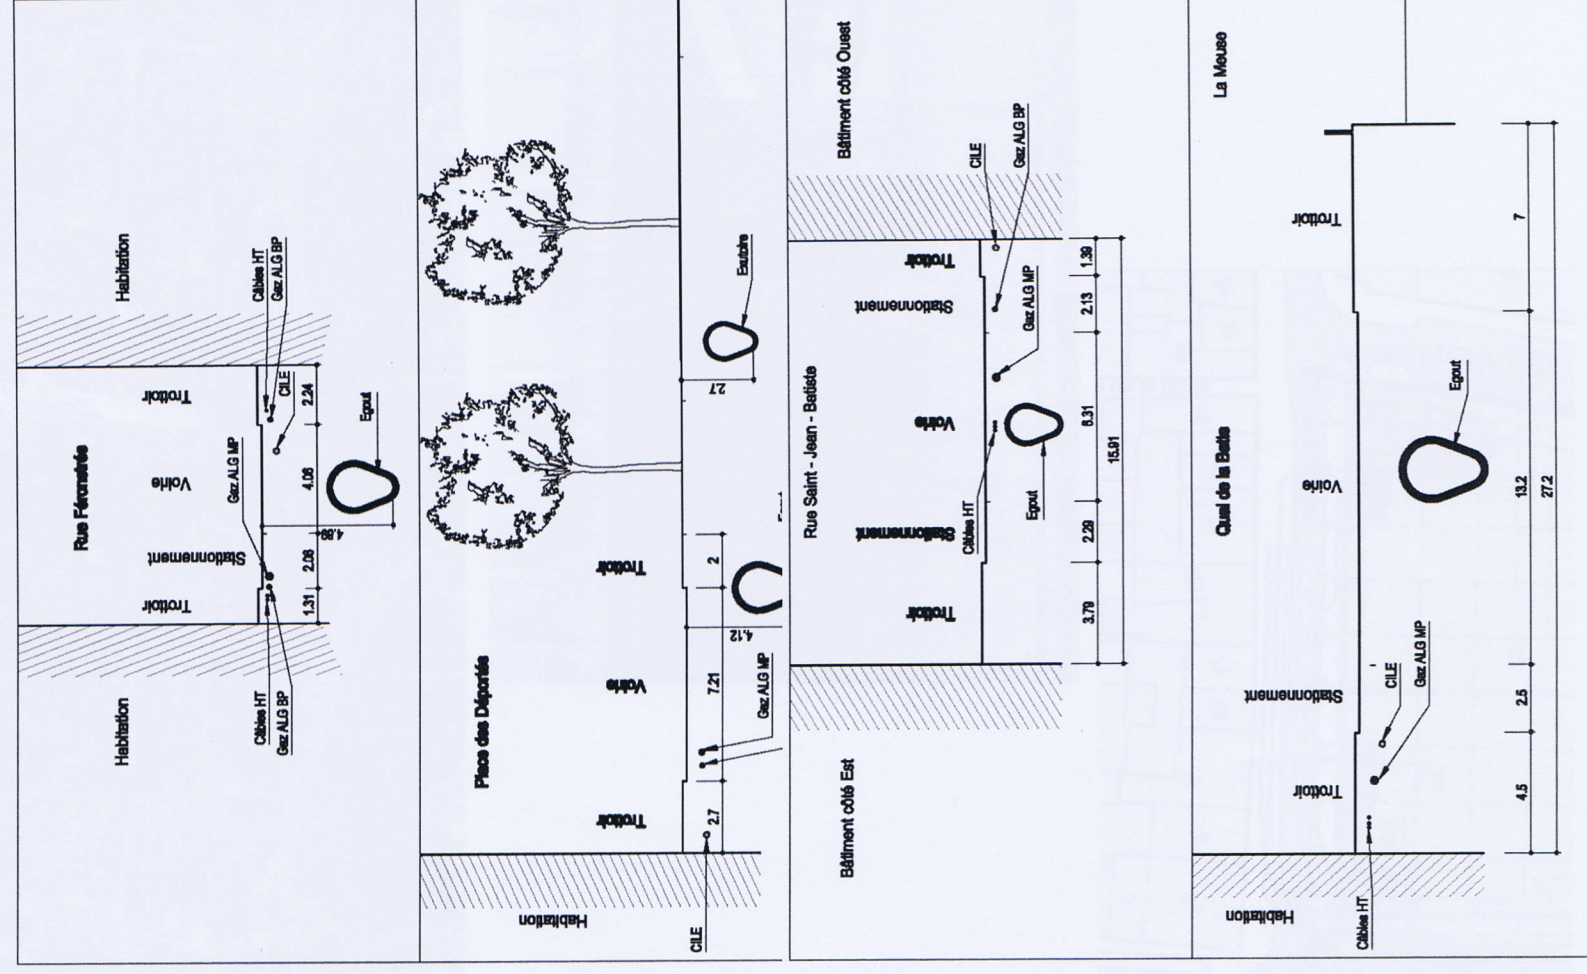 Rue Féronstrée
Habitation
Habitation
Trottoir
Voirie
Stationnement
Trottoir
Câbles HT
Gaz ALG BP
CILE
Gaz ALG MP
Egout
Câbles HT
Gaz ALG BP
2.24
4.06
2.06
1.31
4.89
Place des Déportés
Habitation
Trottoir
Voirie
Trottoir
CILE
Gaz ALG MP
Exutoire
2.7
7.21
2
4.12
2.7
Rue Saint - Jean - Batiste
Bâtiment côté Ouest
Bâtiment côté Est
Trottoir
Stationnement
Voirie
Stationnement
Trottoir
CILE
Gaz ALG BP
Gaz ALG MP
Câbles HT
Egout
1.39
2.13
6.31
2.29
3.79
15.91
Quai de la Batte
La Meuse
Habitation
Trottoir
Voirie
Stationnement
Trottoir
Egout
CILE
Gaz ALG MP
Câbles HT
7
13.2
2.5
4.5
27.2